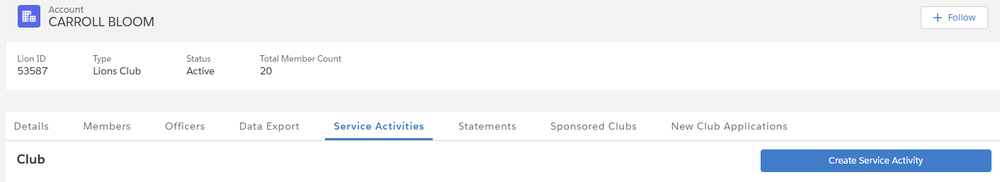 Account
CARROLL BLOOM
Follow
Lion ID Type Status Total Member Count
53587 Lions Club Active 20
Details Members Officers Data Export Service Activities Statements Sponsored Clubs New Club Applications
Club Create Service Activity